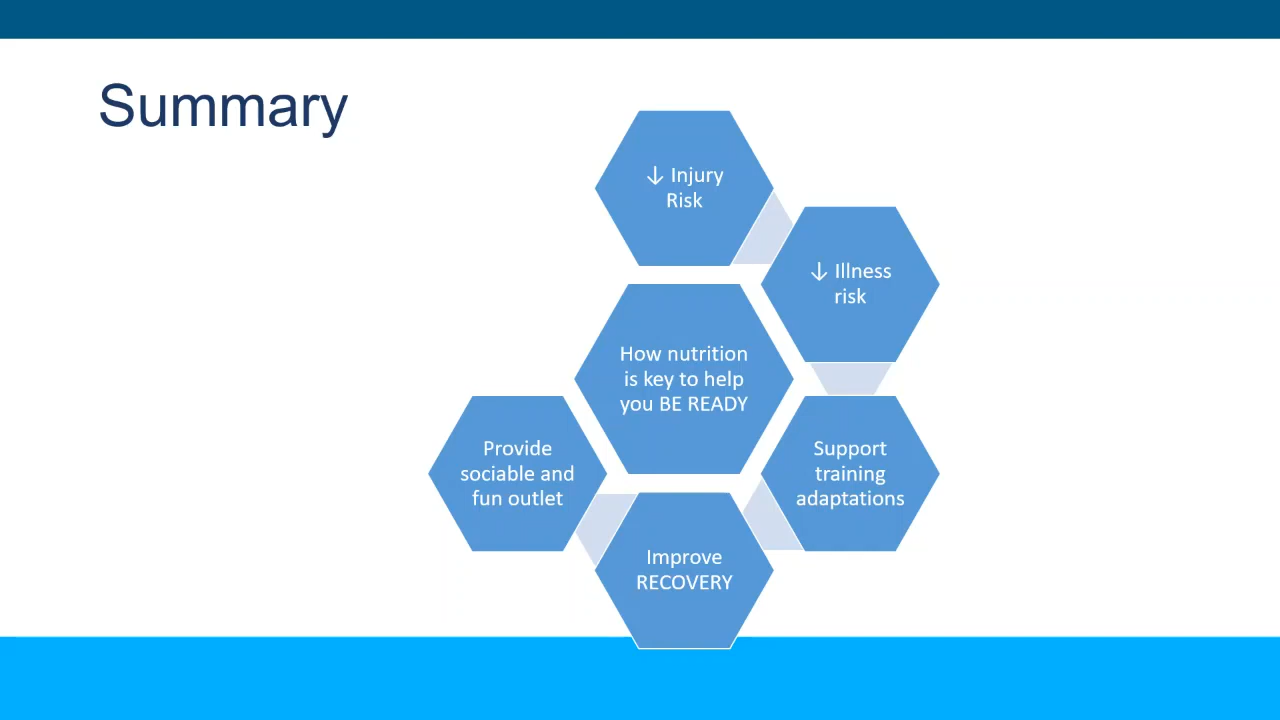 Summary
↓ Injury
Risk
↓ Illness
risk
How nutrition
is key to help
you BE READY
Support
training
adaptations
Improve
RECOVERY
Provide
sociable and
fun outlet